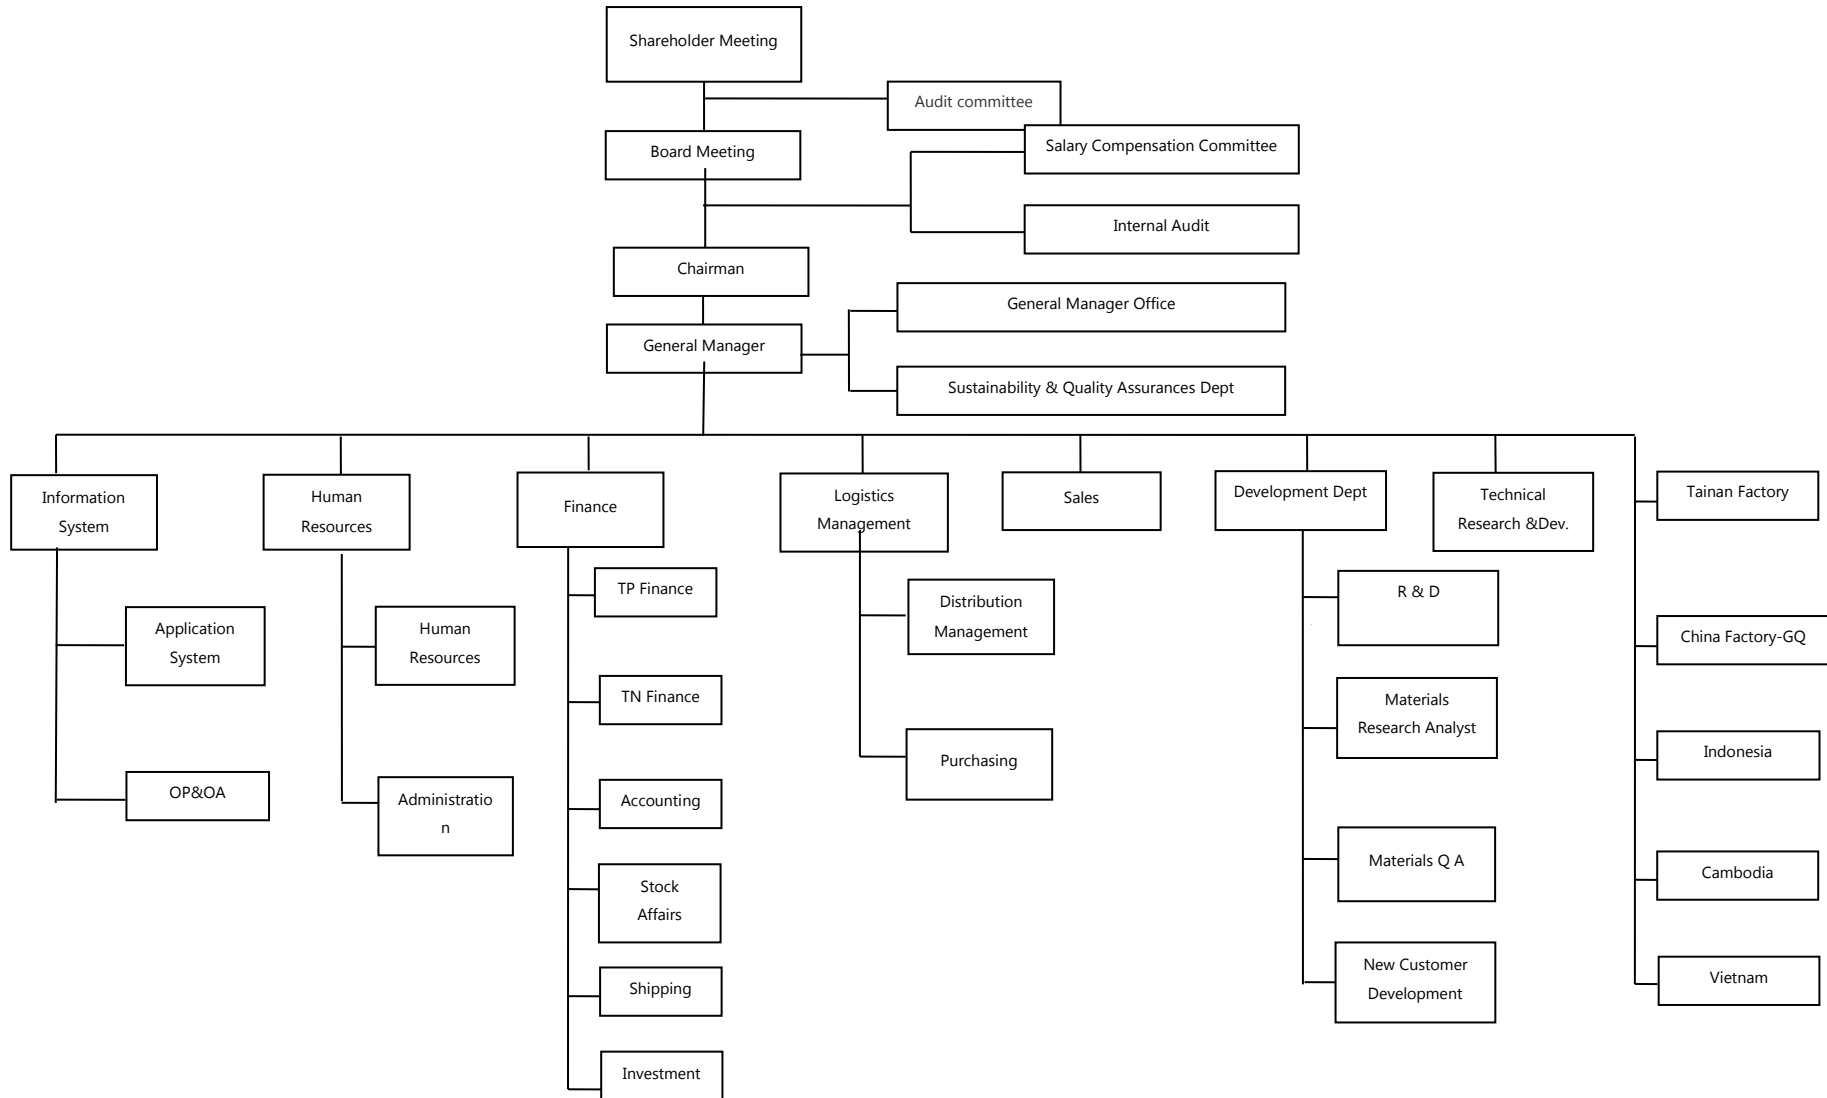 Shareholder Meeting
Audit committee
Board Meeting
Salary Compensation Committee
Internal Audit
Chairman
General Manager Office
General Manager
Sustainability & Quality Assurances Dept
Information
System
Human
Resources
Finance
Logistics
Management
Sales
Development Dept
Technical
Research &Dev.
Tainan Factory
Application
System
OP&OA
Human
Resources
Administratio
n
TP Finance
TN Finance
Accounting
Stock
Affairs
Shipping
Investment
Distribution
Management
Purchasing
R & D
Materials
Research Analyst
Materials Q A
New Customer
Development
China Factory-GQ
Indonesia
Cambodia
Vietnam